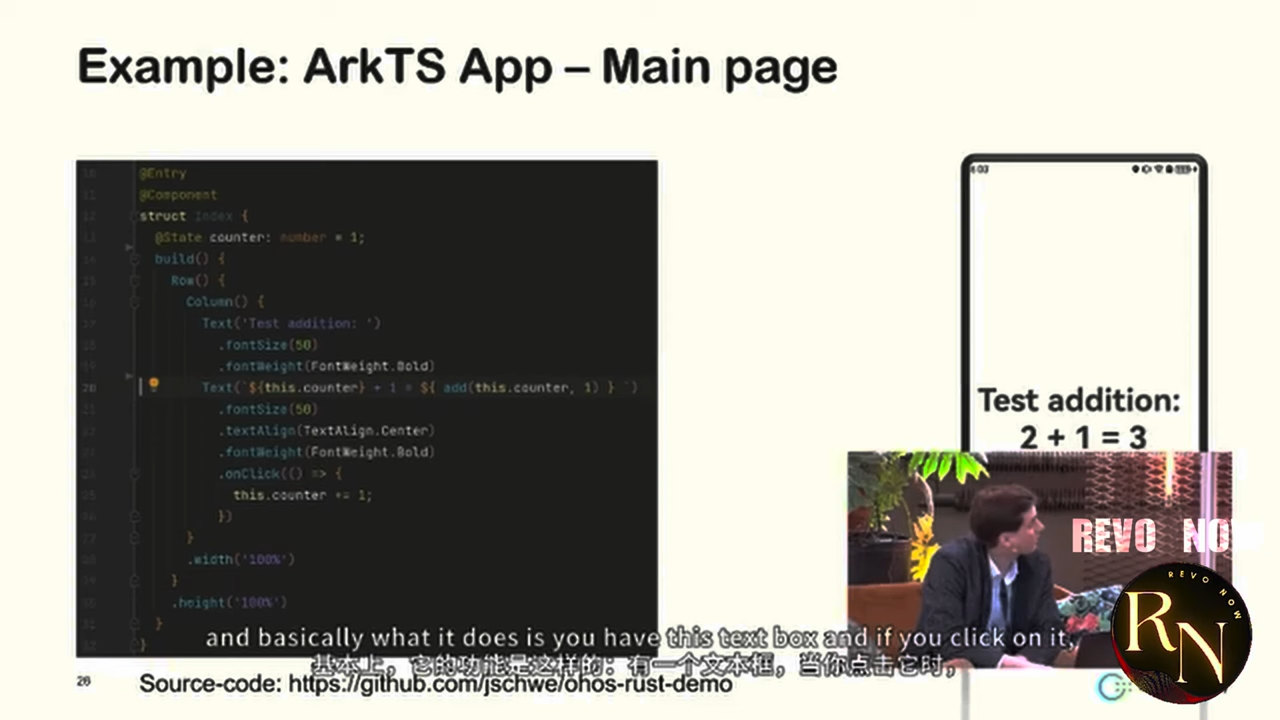 Example: ArkTS App – Main page
@Entry
@Component
struct Index {
@State counter: number = 1;
build() {
Row() {
Column() {
Text('Test addition: ')
.fontSize(50)
.fontWeight(FontWeight.Bold)
20 Text(`${this.counter} + 1 = ${ add(this.counter, 1) } `)
.fontSize(50)
.textAlign(TextAlign.Center)
.fontWeight(FontWeight.Bold)
.onClick(() => {
this.counter += 1;
})
}
.width('100%')
}
.height('100%')
}
}
Test addition:
2 + 1 = 3
REVO NOW
REVO NOW
RN
and basically what it does is you have this text box and if you click on it,
基本上，它的功能是这样的：有一个文本框，当你点击它时，
26
Source-code: https://github.com/jschwe/ohos-rust-demo